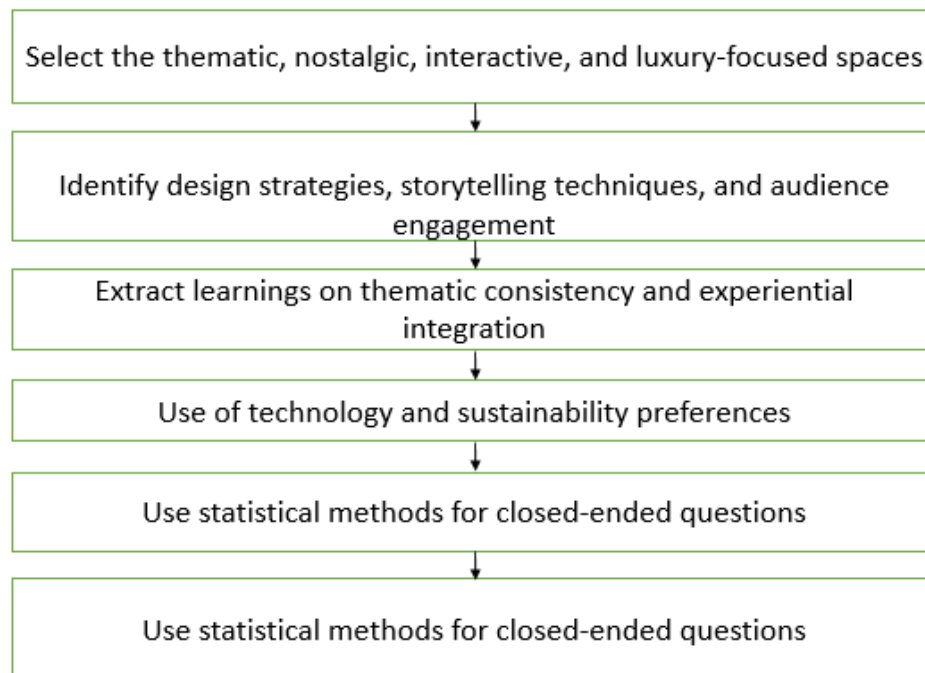 Select the thematic, nostalgic, interactive, and luxury-focused spaces
Identify design strategies, storytelling techniques, and audience
engagement
Extract learnings on thematic consistency and experiential
integration
Use of technology and sustainability preferences
Use statistical methods for closed-ended questions
Use statistical methods for closed-ended questions